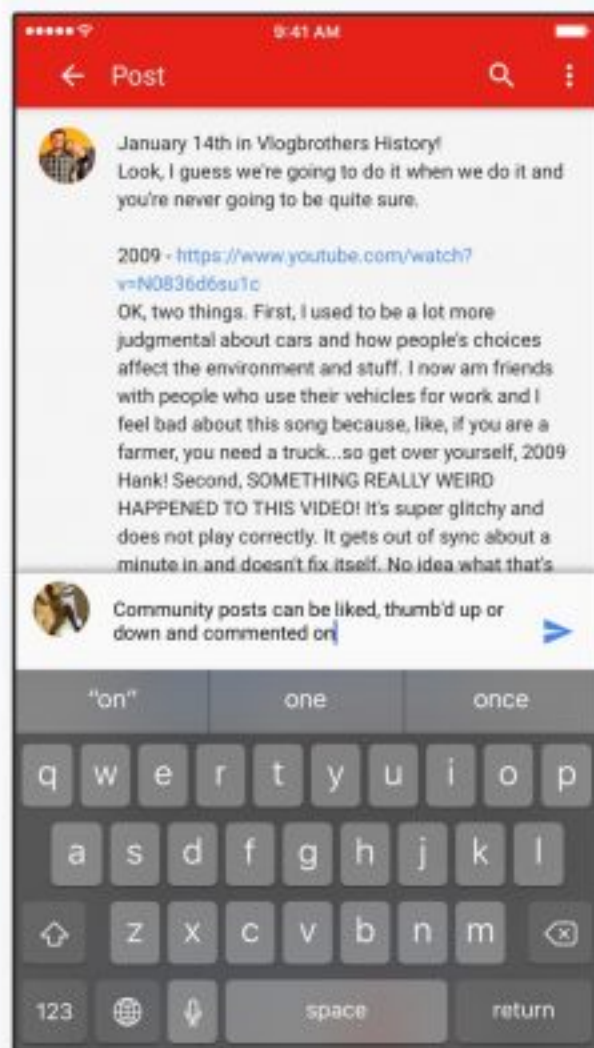 9:41 AM
Post
January 14th in Vlogbrothers History!
Look, I guess we're going to do it when we do it and
you're never going to be quite sure.
2009 - https://www.youtube.com/watch?
v=N0836d6su1c
OK, two things. First, I used to be a lot more
judgmental about cars and how people's choices
affect the environment and stuff. I now am friends
with people who use their vehicles for work and I
feel bad about this song because, like, if you are a
farmer, you need a truck...so get over yourself, 2009
Hank! Second, SOMETHING REALLY WEIRD
HAPPENED TO THIS VIDEO! It's super glitchy and
does not play correctly. It gets out of sync about a
minute in and doesn't fix itself. No idea what that's
Community posts can be liked, thumb'd up or
down and commented on
"on" one once
q w e r t y u i o p
a s d f g h j k l
z x c v b n m
123 space return